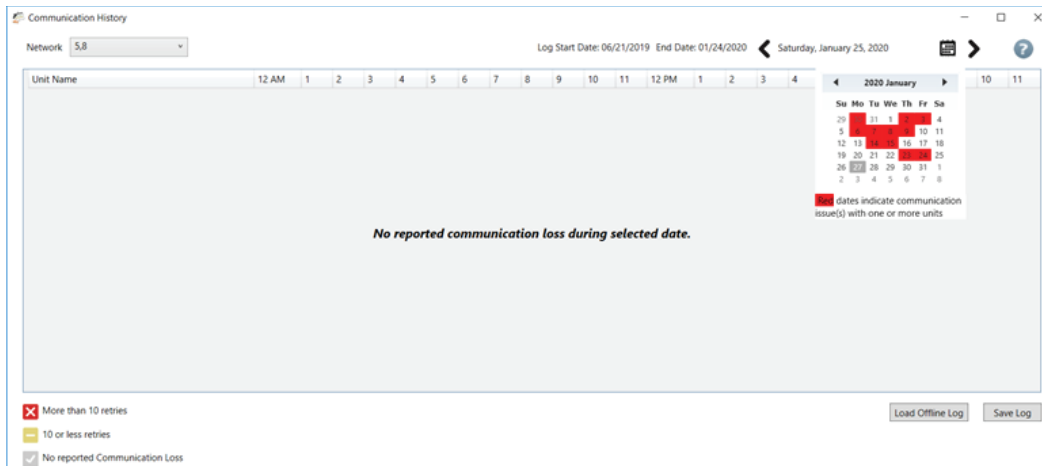 Communication History
Network 5,8 Log Start Date: 06/21/2019 End Date: 01/24/2020 Saturday, January 25, 2020 ?
Unit Name 12 AM 1 2 3 4 5 6 7 8 9 10 11 12 PM 1 2 3 4 10 11
2020 January
Su Mo Tu We Th Fr Sa
29 31 1 2 3 4
5 6 7 8 9 10 11
12 13 14 15 16 17 18
19 20 21 22 23 24 25
26 27 28 29 30 31 1
2 3 4 5 6 7 8
Red dates indicate communication
issue(s) with one or more units
No reported communication loss during selected date.
More than 10 retries
10 or less retries
No reported Communication Loss
Load Offline Log Save Log